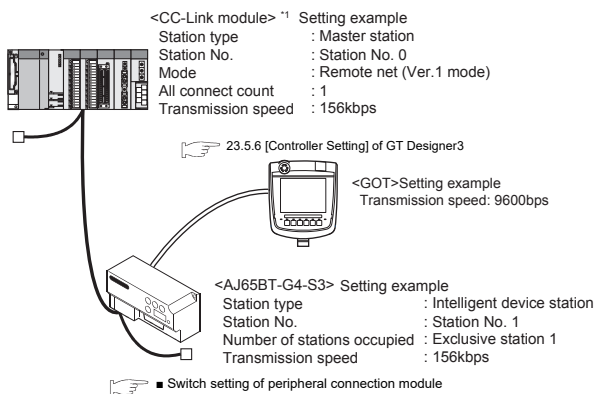 <CC-Link module> *1 Setting example
Station type : Master station
Station No. : Station No. 0
Mode : Remote net (Ver.1 mode)
All connect count : 1
Transmission speed : 156kbps
23.5.6 [Controller Setting] of GT Designer3
<GOT>Setting example
Transmission speed: 9600bps
<AJ65BT-G4-S3> Setting example
Station type : Intelligent device station
Station No. : Station No. 1
Number of stations occupied : Exclusive station 1
Transmission speed : 156kbps
■ Switch setting of peripheral connection module